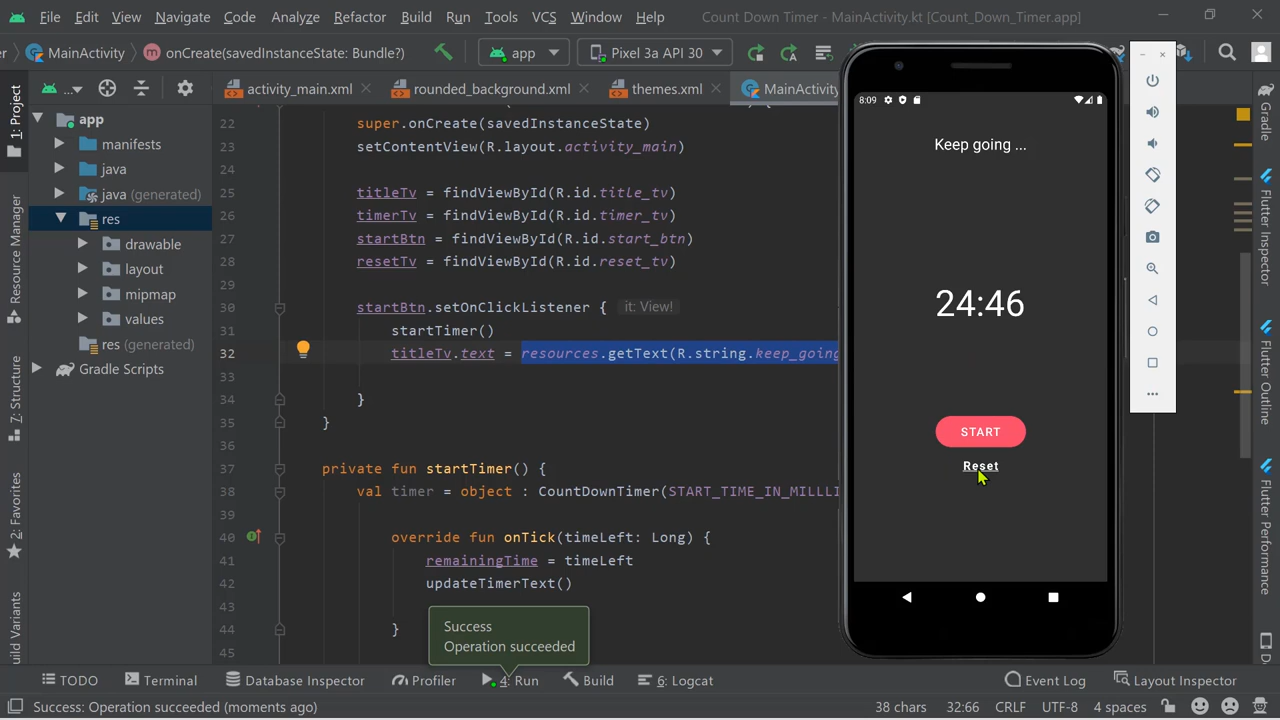 File Edit View Navigate Code Analyze Refactor Build Run Tools VCS Window Help Count Down Timer - MainActivity.kt [Count_Down_Timer.app]
MainActivity onCreate(savedInstanceState: Bundle?) app Pixel 3a API 30
... activity_main.xml rounded_background.xml themes.xml MainActivity
1: Project
Resource Manager
Z: Structure
2: Favorites
Build Variants
app
manifests
java
java (generated)
res
drawable
layout
mipmap
values
res (generated)
Gradle Scripts
22 super.onCreate(savedInstanceState)
23 setContentView(R.layout.activity_main)
24
25 titleTv = findViewById(R.id.title_tv)
26 timerTv = findViewById(R.id.timer_tv)
27 startBtn = findViewById(R.id.start_btn)
28 resetTv = findViewById(R.id.reset_tv)
30 startBtn.setOnClickListener { it: View!
31 startTimer()
32 titleTv.text = resources.getText(R.string.keep_going
33
34 }
35 }
36
37 private fun startTimer() {
38 val timer = object : CountDownTimer(START_TIME_IN_MILLI
39
40 override fun onTick(timeLeft: Long) {
41 remainingTime = timeLeft
42 updateTimerText()
43
44 }
45
Success
Operation succeeded
8:09
Keep going ...
24:46
START
Reset
Gradle
Flutter Inspector
Flutter Outline
Flutter Performance
TODO Terminal Database Inspector Profiler 4: Run Build 6: Logcat Event Log Layout Inspector
Success: Operation succeeded (moments ago) 38 chars 32:66 CRLF UTF-8 4 spaces